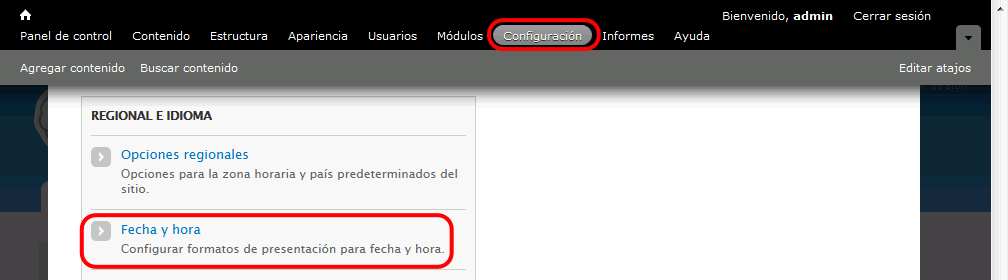 Bienvenido, admin Cerrar sesión
Panel de control Contenido Estructura Apariencia Usuarios Módulos Configuración Informes Ayuda
Agregar contenido Buscar contenido Editar atajos
sesión
REGIONAL E IDIOMA
Opciones regionales
Opciones para la zona horaria y país predeterminados del
sitio.
Fecha y hora
Configurar formatos de presentación para fecha y hora.